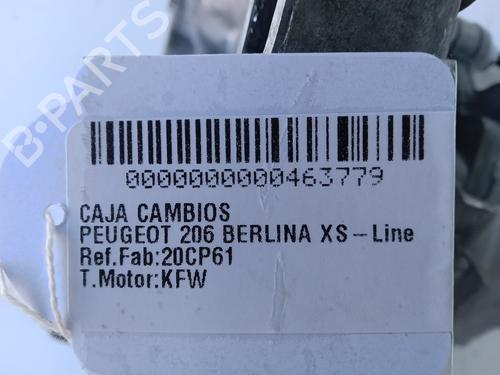 B-PARTS
0000000000463779
CAJA CAMBIOS
PEUGEOT 206 BERLINA XS-Line
Ref.Fab:20CP61
T.Motor:KFW